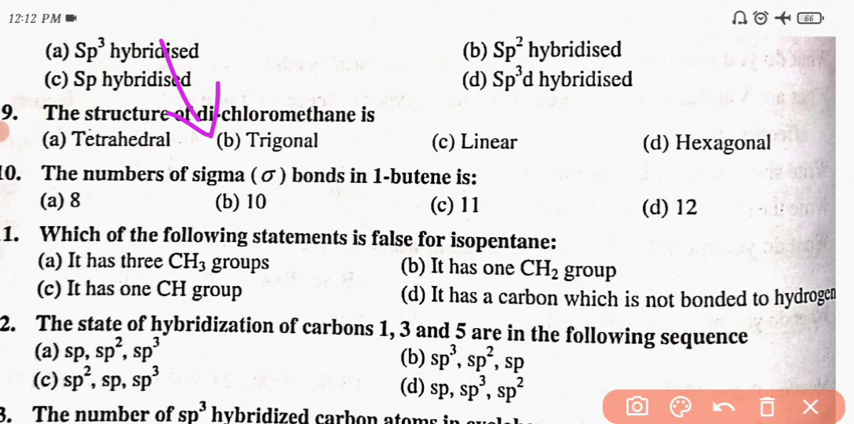 12:12 PM 66
(a) Sp³ hybridised (b) Sp² hybridised
(c) Sp hybridised (d) Sp³d hybridised
9. The structure of di-chloromethane is
(a) Tetrahedral (b) Trigonal (c) Linear (d) Hexagonal
10. The numbers of sigma (σ) bonds in 1-butene is:
(a) 8 (b) 10 (c) 11 (d) 12
1. Which of the following statements is false for isopentane:
(a) It has three CH₃ groups (b) It has one CH₂ group
(c) It has one CH group (d) It has a carbon which is not bonded to hydrogen
2. The state of hybridization of carbons 1, 3 and 5 are in the following sequence
(a) sp, sp², sp³ (b) sp³, sp², sp
(c) sp², sp, sp³ (d) sp, sp³, sp²
3. The number of sp³ hybridized carbon atoms in